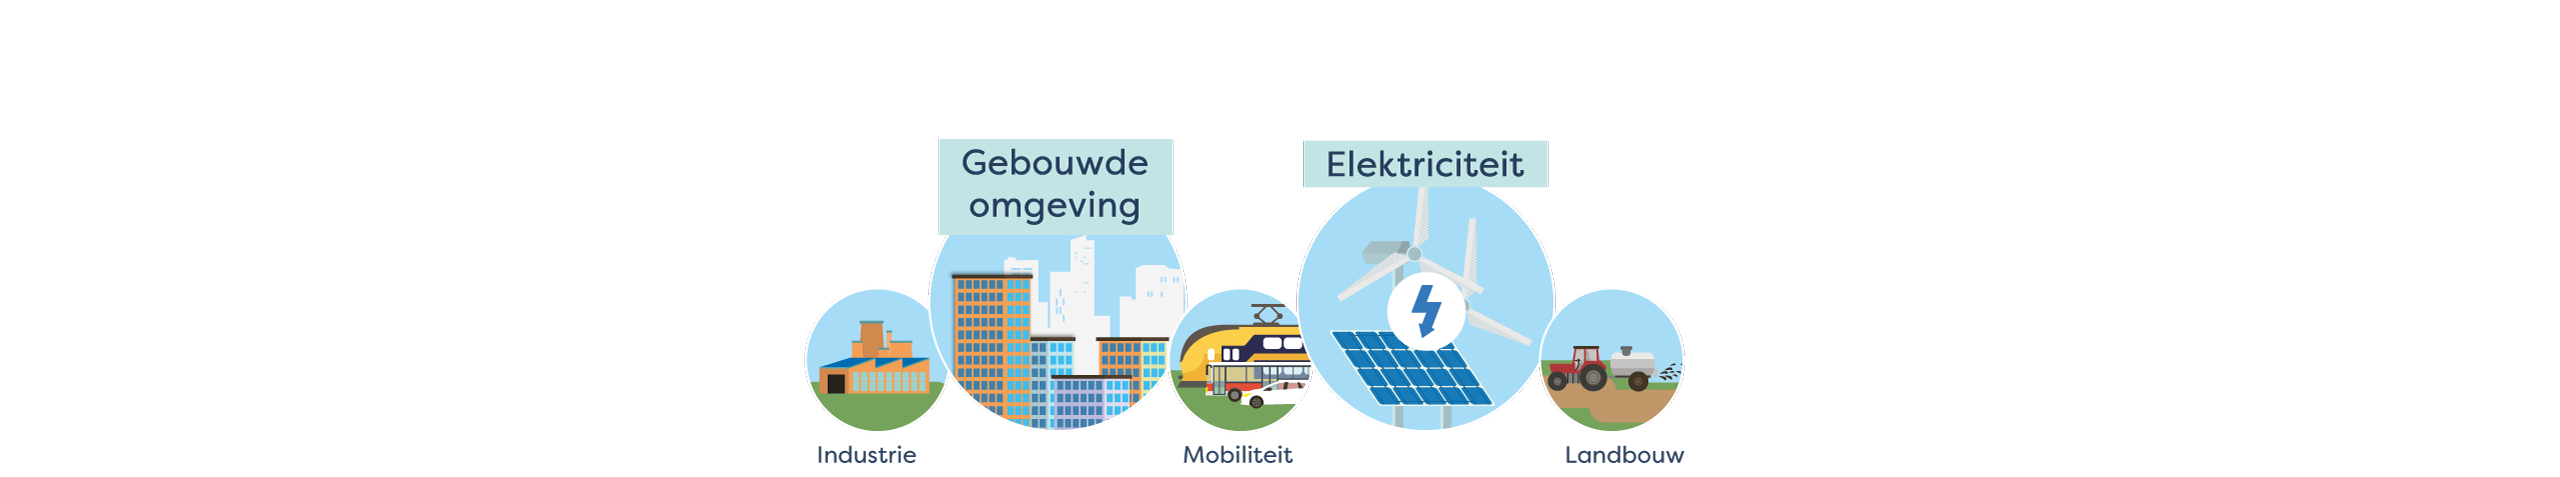 Gebouwde
omgeving
Elektriciteit
Industrie
Mobiliteit
Landbouw